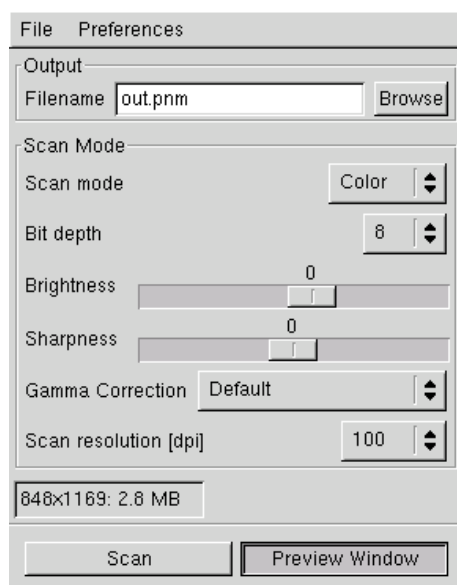 File Preferences
Output
Filename out.pnm Browse
Scan Mode
Scan mode Color
Bit depth 8
0
Brightness
0
Sharpness
Gamma Correction Default
Scan resolution [dpi] 100
848x1169: 2.8 MB
Scan Preview Window